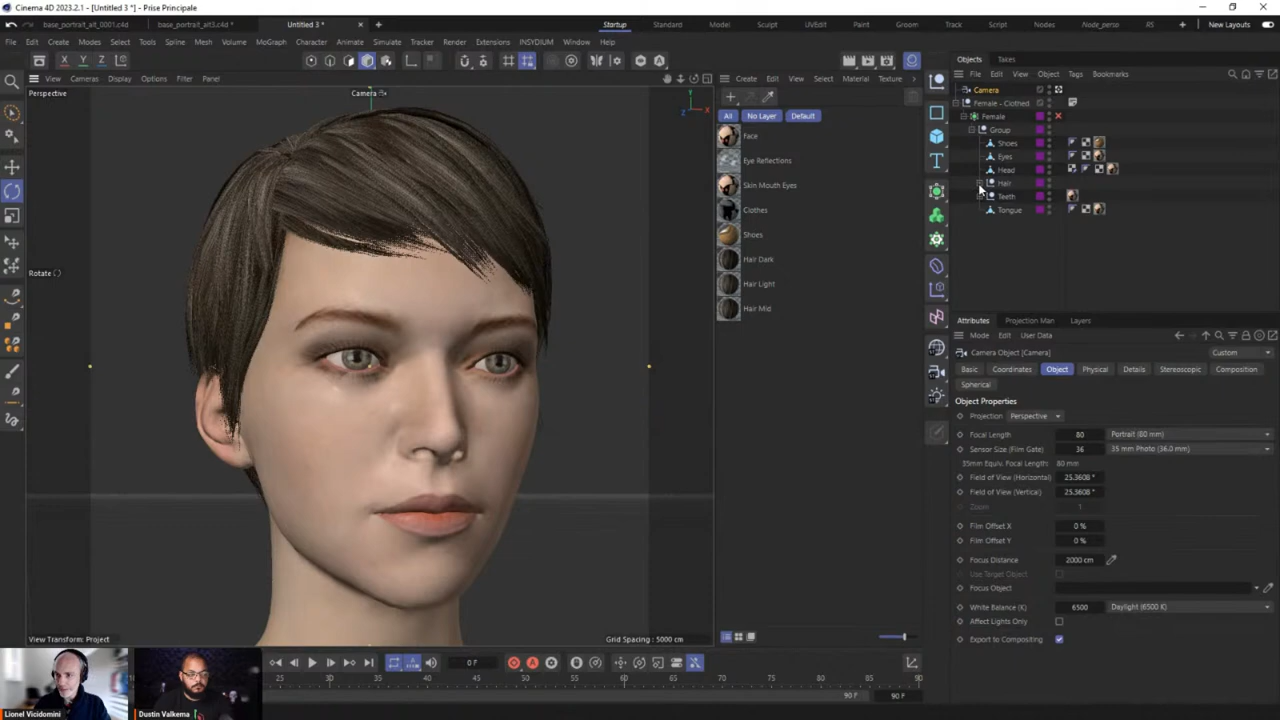 Cinema 4D 2023.2.1 - [Untitled 3 *] - Prise Principale
base_portrait_ait_0001.c4d
base_portrait_ait3.c4d *
Untitled 3 *
Startup
Standard
Model
Sculpt
UVEdit
Paint
Groom
Track
Script
Nodes
Node_perso
RS
New Layouts
File Edit Create Modes Select Tools Spline Mesh Volume MoGraph Character Animate Simulate Tracker Render Extensions INSYDIUM Window Help
Objects Takes
X Y Z
View Cameras Display Options Filter Panel
Create Edit View Select Material Texture
File Edit View Object Tags Bookmarks
Perspective
Camera
Y
X
Z
Rotate
All No Layer Default
Face
Eye Reflections
Skin Mouth Eyes
Clothes
Shoes
Hair Dark
Hair Light
Hair Mid
Camera
Female - Clothed
Female
Group
Shoes
Eyes
Head
Hair
Teeth
Tongue
Attributes Projection Man Layers
Mode Edit User Data
Camera Object [Camera]
Custom
Basic Coordinates Object Physical Details Stereoscopic Composition
Spherical
Object Properties
Projection Perspective
Focal Length 80 Portrait (80 mm)
Sensor Size (Film Gate) 36 35 mm Photo (36.0 mm)
35mm Equiv. Focal Length: 80 mm
Field of View (Horizontal) 25.3608 °
Field of View (Vertical) 25.3608 °
Zoom 1
Film Offset X 0 %
Film Offset Y 0 %
Focus Distance 2000 cm
Use Target Object
Focus Object
White Balance (K) 6500 Daylight (6500 K)
Affect Lights Only
Export to Compositing
View Transform: Project
Grid Spacing : 5000 cm
0 F
25 30 35 40 45 50 55 60 65 70 75 80 85 90
90 F
90 F
Lionel Vicidomini
Dustin Valkema